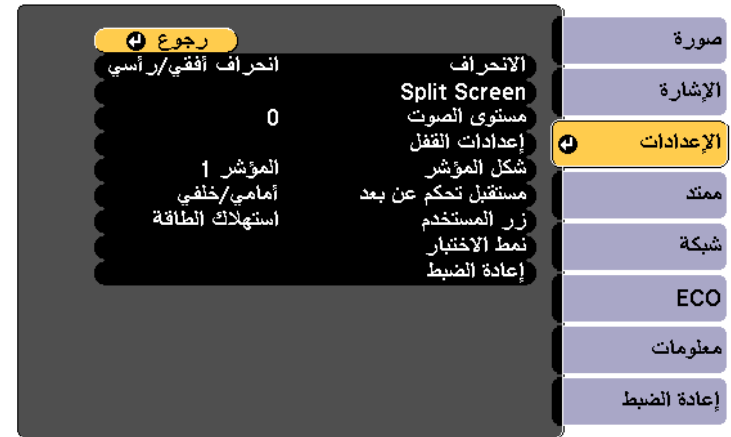 صورة
الإشارة
الإعدادات
ممتد
شبكة
ECO
معلومات
إعادة الضبط
رجوع
الانحراف انحراف أفقي/رأسي
Split Screen
مستوى الصوت 0
إعدادات القفل
شكل المؤشر المؤشر 1
مستقبل تحكم عن بعد أمامي/خلفي
زر المستخدم استهلاك الطاقة
نمط الاختبار
إعادة الضبط